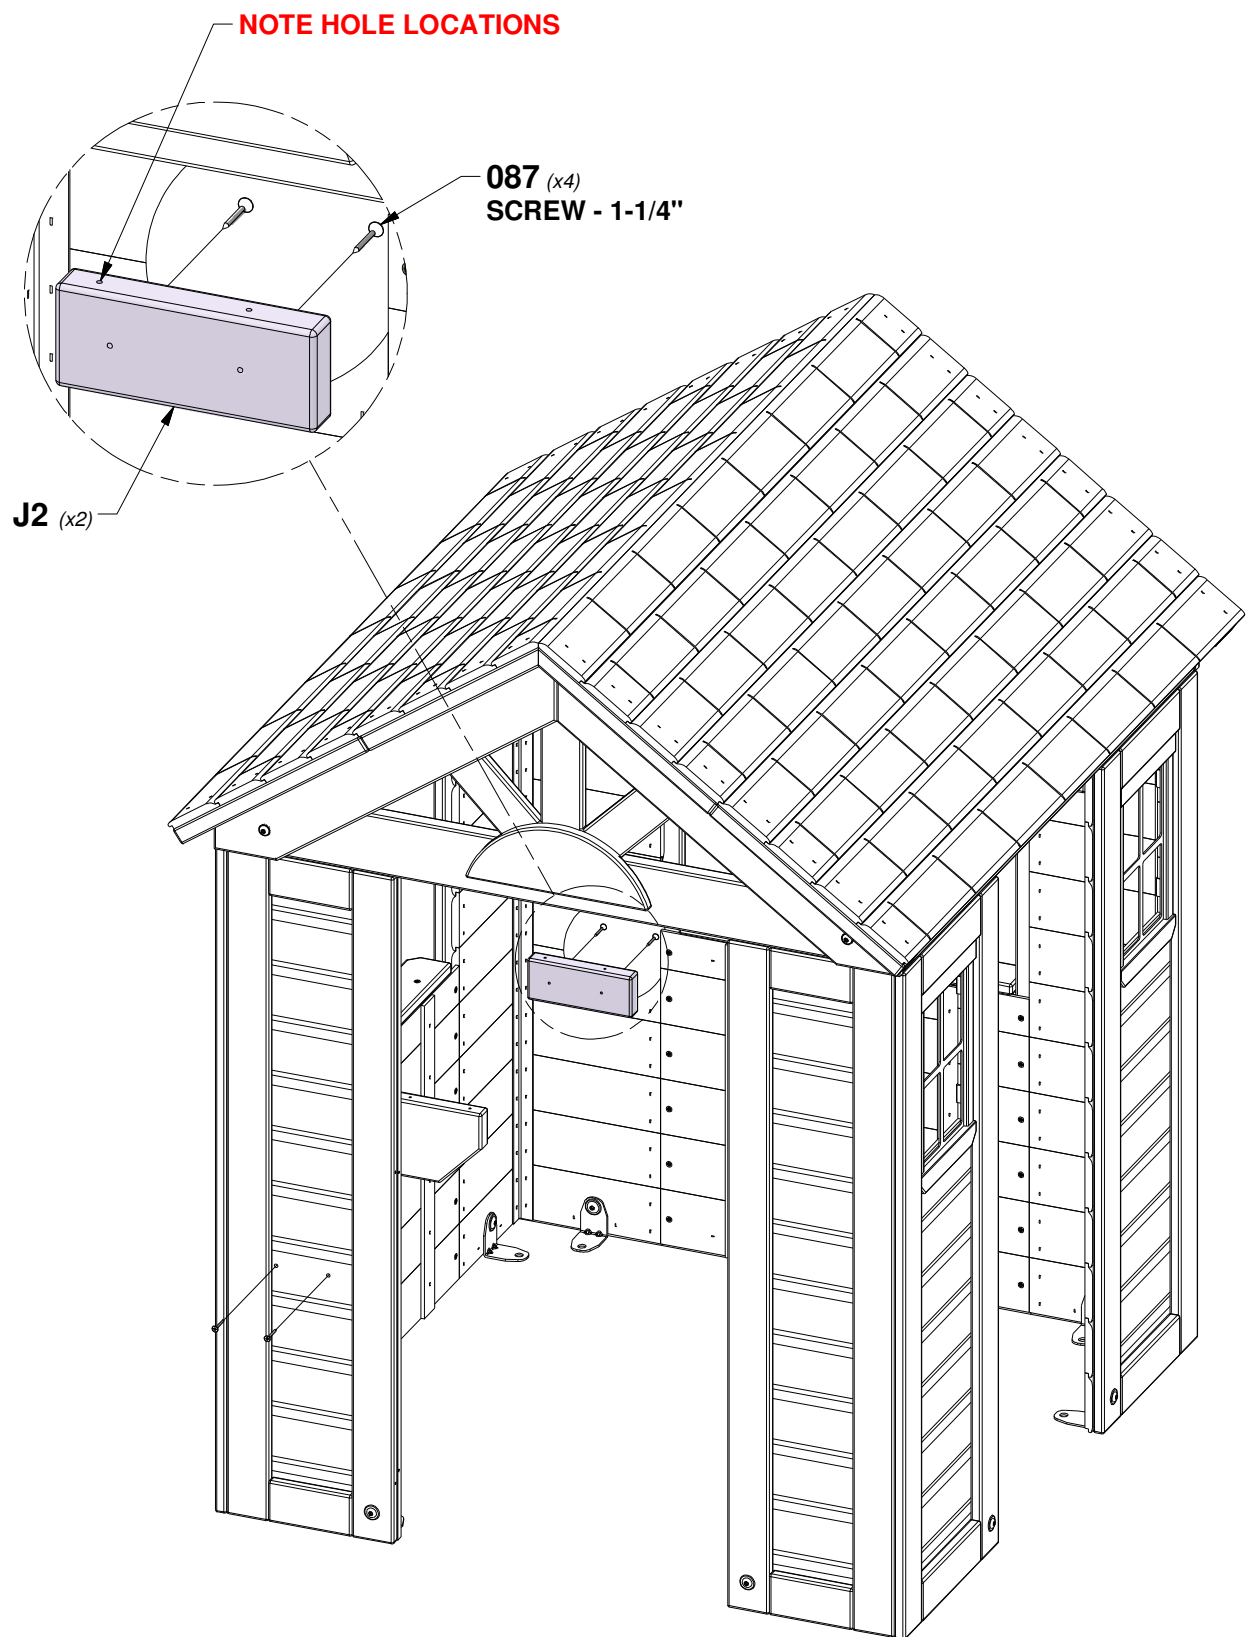 NOTE HOLE LOCATIONS
087 (x4)
SCREW - 1-1/4"
J2 (x2)